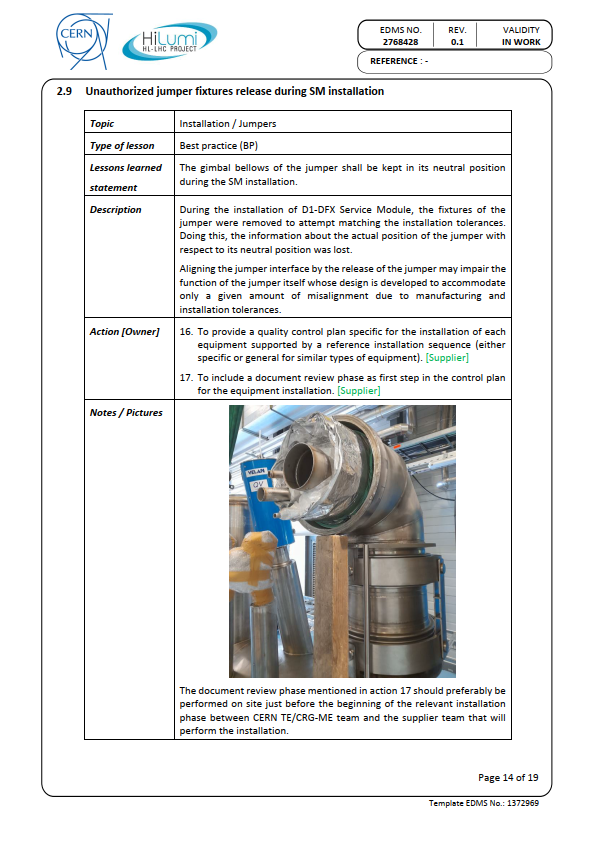 CERN
HiLumi
HL-LHC PROJECT
EDMS NO. REV. VALIDITY
2768428 0.1 IN WORK
REFERENCE : -
2.9 Unauthorized jumper fixtures release during SM installation
Topic Installation / Jumpers
Type of lesson Best practice (BP)
Lessons learned statement
The gimbal bellows of the jumper shall be kept in its neutral position
during the SM installation.
Description
During the installation of D1-DFX Service Module, the fixtures of the
jumper were removed to attempt matching the installation tolerances.
Doing this, the information about the actual position of the jumper with
respect to its neutral position was lost.
Aligning the jumper interface by the release of the jumper may impair the
function of the jumper itself whose design is developed to accommodate
only a given amount of misalignment due to manufacturing and
installation tolerances.
Action [Owner]
16. To provide a quality control plan specific for the installation of each
equipment supported by a reference installation sequence (either
specific or general for similar types of equipment). [Supplier]
17. To include a document review phase as first step in the control plan
for the equipment installation. [Supplier]
Notes / Pictures
VELAN
QV
The document review phase mentioned in action 17 should preferably be
performed on site just before the beginning of the relevant installation
phase between CERN TE/CRG-ME team and the supplier team that will
perform the installation.
Page 14 of 19
Template EDMS No.: 1372969